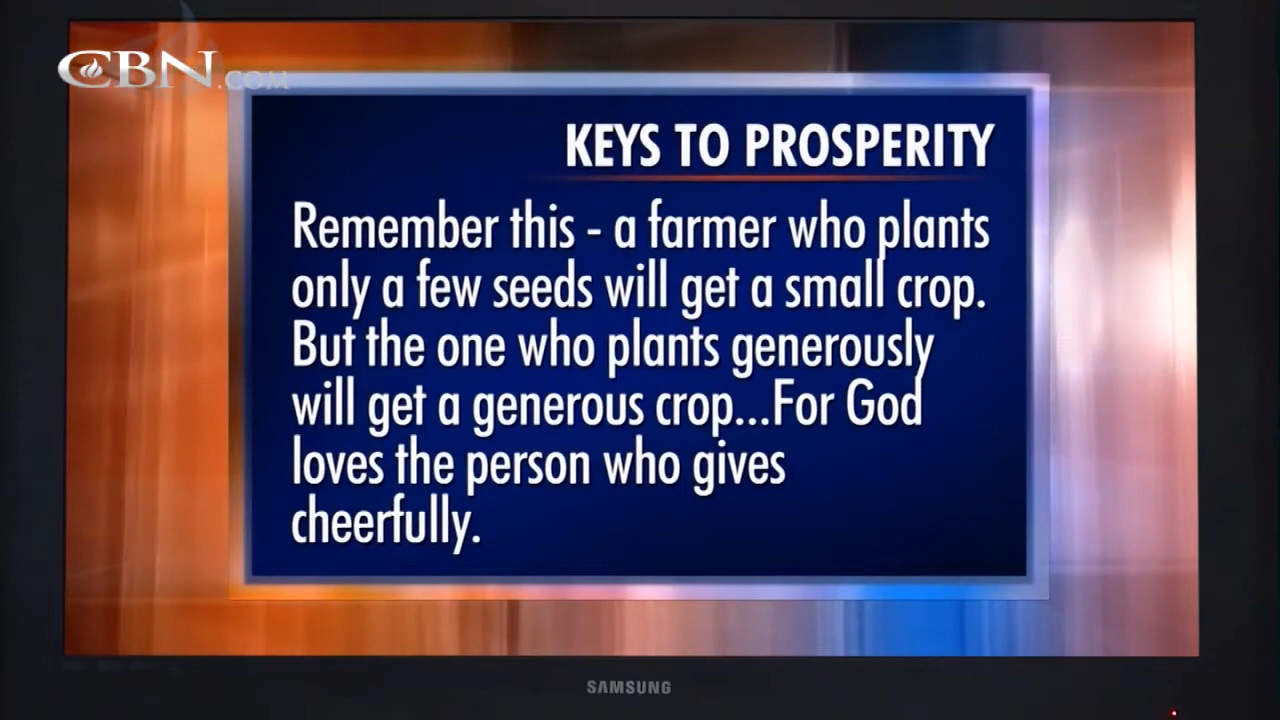 CBN.COM
KEYS TO PROSPERITY
Remember this - a farmer who plants
only a few seeds will get a small crop.
But the one who plants generously
will get a generous crop...For God
loves the person who gives
cheerfully.
SAMSUNG